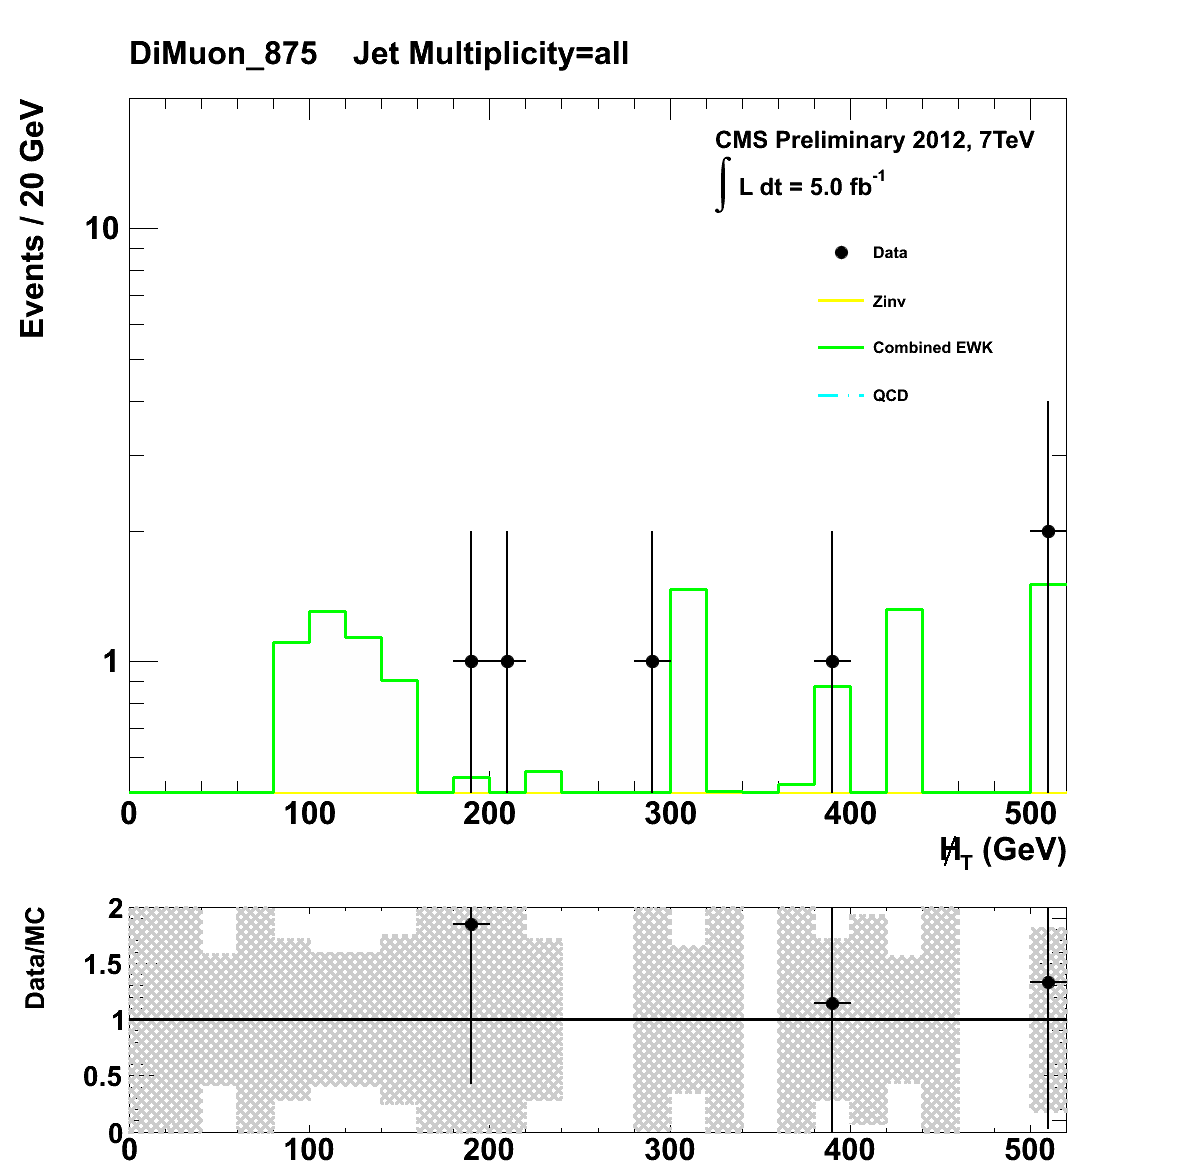 DiMuon_875 Jet Multiplicity=all
Events / 20 GeV
CMS Preliminary 2012, 7TeV
∫ L dt = 5.0 fb⁻¹
Data
Zinv
Combined EWK
QCD
10
1
0 100 200 300 400 500
H̸_T (GeV)
Data/MC
2
1.5
1
0.5
0
0 100 200 300 400 500